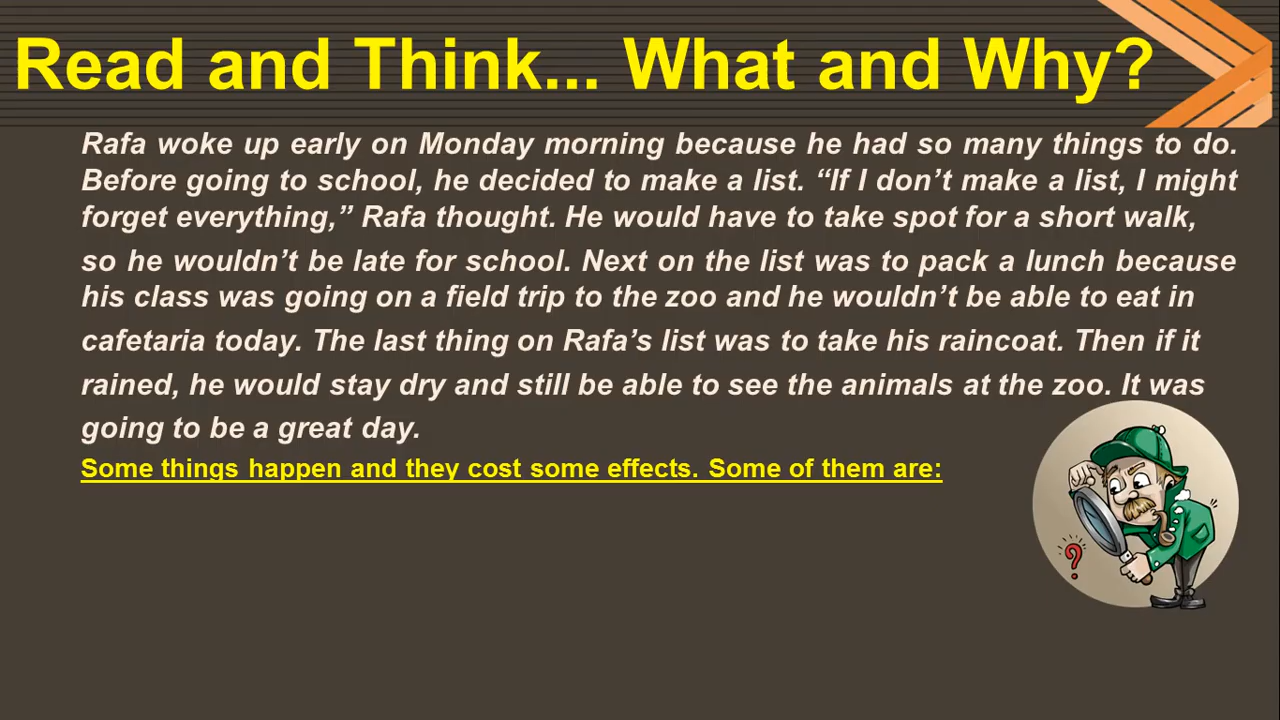 Read and Think... What and Why?
Rafa woke up early on Monday morning because he had so many things to do.
Before going to school, he decided to make a list. “If I don’t make a list, I might
forget everything,” Rafa thought. He would have to take spot for a short walk,
so he wouldn’t be late for school. Next on the list was to pack a lunch because
his class was going on a field trip to the zoo and he wouldn’t be able to eat in
cafetaria today. The last thing on Rafa’s list was to take his raincoat. Then if it
rained, he would stay dry and still be able to see the animals at the zoo. It was
going to be a great day.
Some things happen and they cost some effects. Some of them are:
?